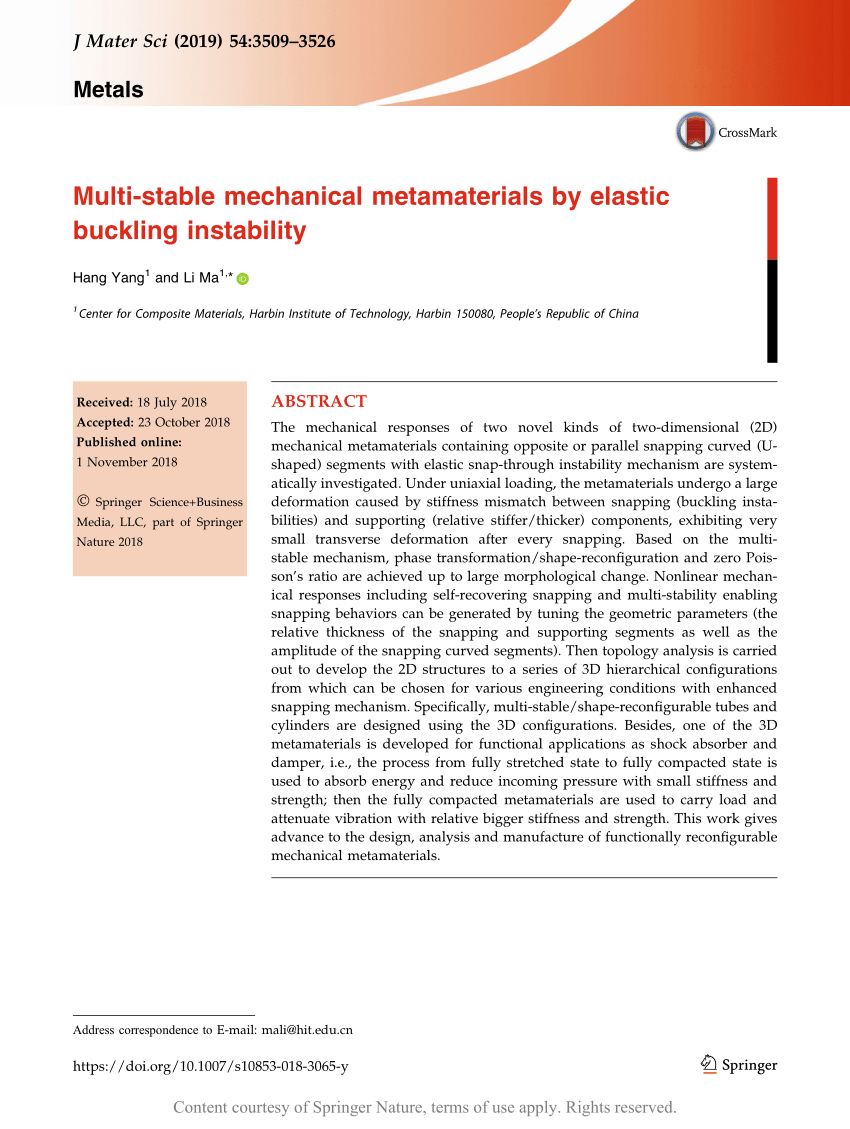 J Mater Sci (2019) 54:3509–3526
Metals
CrossMark
Multi-stable mechanical metamaterials by elastic
buckling instability
Hang Yang1 and Li Ma1,*
1 Center for Composite Materials, Harbin Institute of Technology, Harbin 150080, People's Republic of China
Received: 18 July 2018
Accepted: 23 October 2018
Published online:
1 November 2018
© Springer Science+Business
Media, LLC, part of Springer
Nature 2018
ABSTRACT
The mechanical responses of two novel kinds of two-dimensional (2D)
mechanical metamaterials containing opposite or parallel snapping curved (U-
shaped) segments with elastic snap-through instability mechanism are system-
atically investigated. Under uniaxial loading, the metamaterials undergo a large
deformation caused by stiffness mismatch between snapping (buckling insta-
bilities) and supporting (relative stiffer/thicker) components, exhibiting very
small transverse deformation after every snapping. Based on the multi-
stable mechanism, phase transformation/shape-reconfiguration and zero Pois-
son's ratio are achieved up to large morphological change. Nonlinear mechan-
ical responses including self-recovering snapping and multi-stability enabling
snapping behaviors can be generated by tuning the geometric parameters (the
relative thickness of the snapping and supporting segments as well as the
amplitude of the snapping curved segments). Then topology analysis is carried
out to develop the 2D structures to a series of 3D hierarchical configurations
from which can be chosen for various engineering conditions with enhanced
snapping mechanism. Specifically, multi-stable/shape-reconfigurable tubes and
cylinders are designed using the 3D configurations. Besides, one of the 3D
metamaterials is developed for functional applications as shock absorber and
damper, i.e., the process from fully stretched state to fully compacted state is
used to absorb energy and reduce incoming pressure with small stiffness and
strength; then the fully compacted metamaterials are used to carry load and
attenuate vibration with relative bigger stiffness and strength. This work gives
advance to the design, analysis and manufacture of functionally reconfigurable
mechanical metamaterials.
Address correspondence to E-mail: mali@hit.edu.cn
https://doi.org/10.1007/s10853-018-3065-y
Springer
Content courtesy of Springer Nature, terms of use apply. Rights reserved.